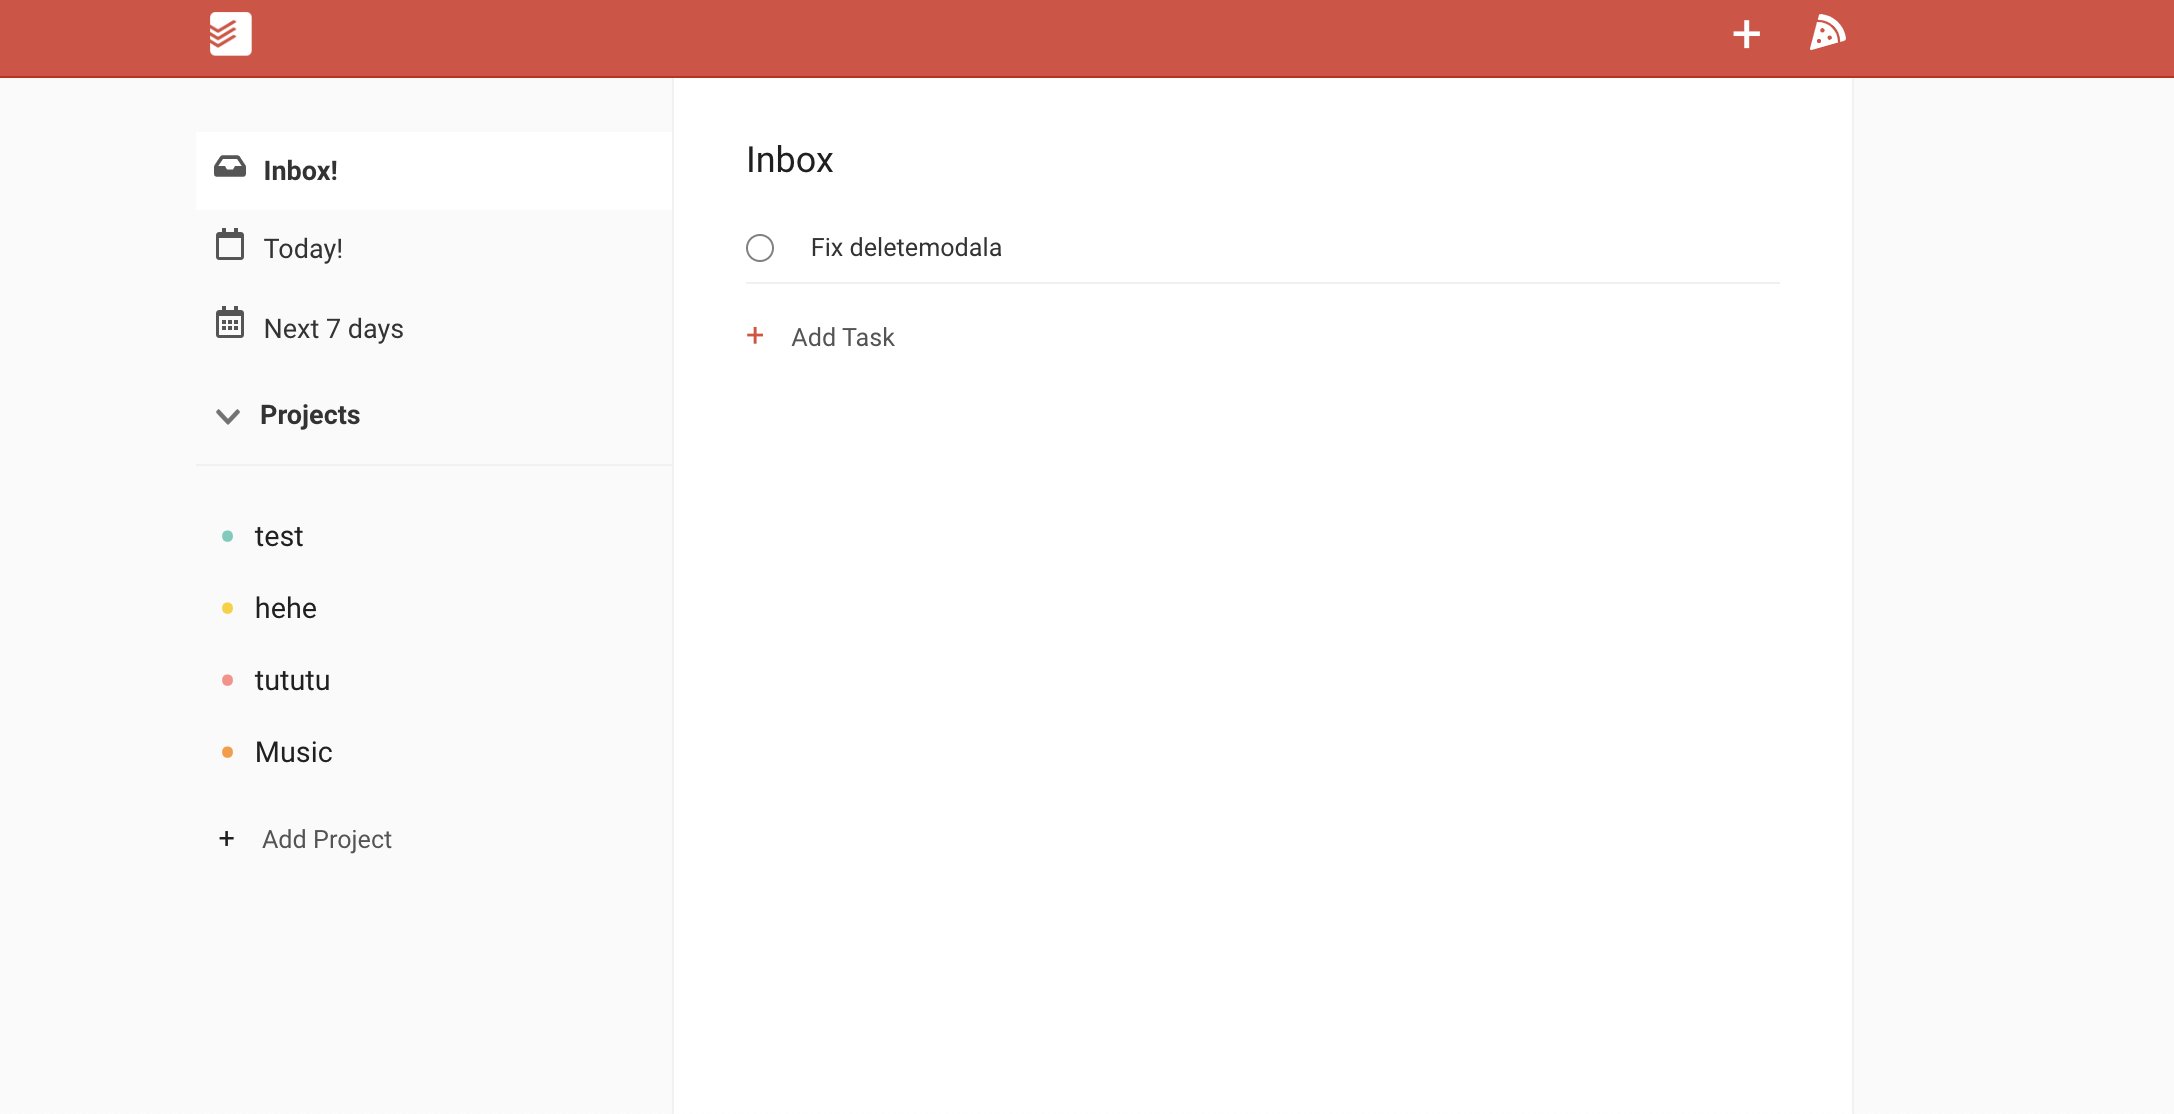 Inbox!
Today!
Next 7 days
Projects
test
hehe
tututu
Music
+ Add Project
Inbox
Fix deletemodala
+ Add Task